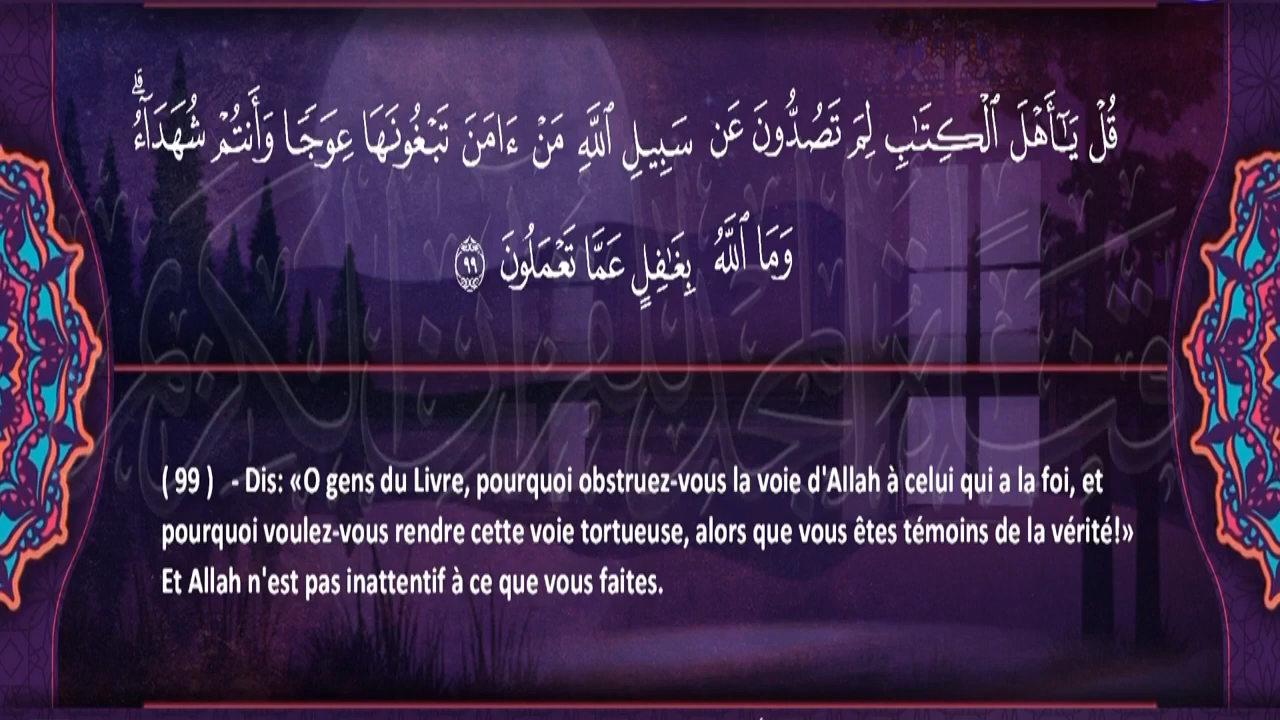 قُلۡ يَـٰٓأَهۡلَ ٱلۡكِتَـٰبِ لِمَ تَصُدُّونَ عَن سَبِيلِ ٱللَّهِ مَنۡ ءَامَنَ تَبۡغُونَهَا عِوَجٗا وَأَنتُمۡ شُهَدَآءُۗ
وَمَا ٱللَّهُ بِغَـٰفِلٍ عَمَّا تَعۡمَلُونَ ٩٩
( 99 ) - Dis: «O gens du Livre, pourquoi obstruez-vous la voie d'Allah à celui qui a la foi, et
pourquoi voulez-vous rendre cette voie tortueuse, alors que vous êtes témoins de la vérité!»
Et Allah n'est pas inattentif à ce que vous faites.